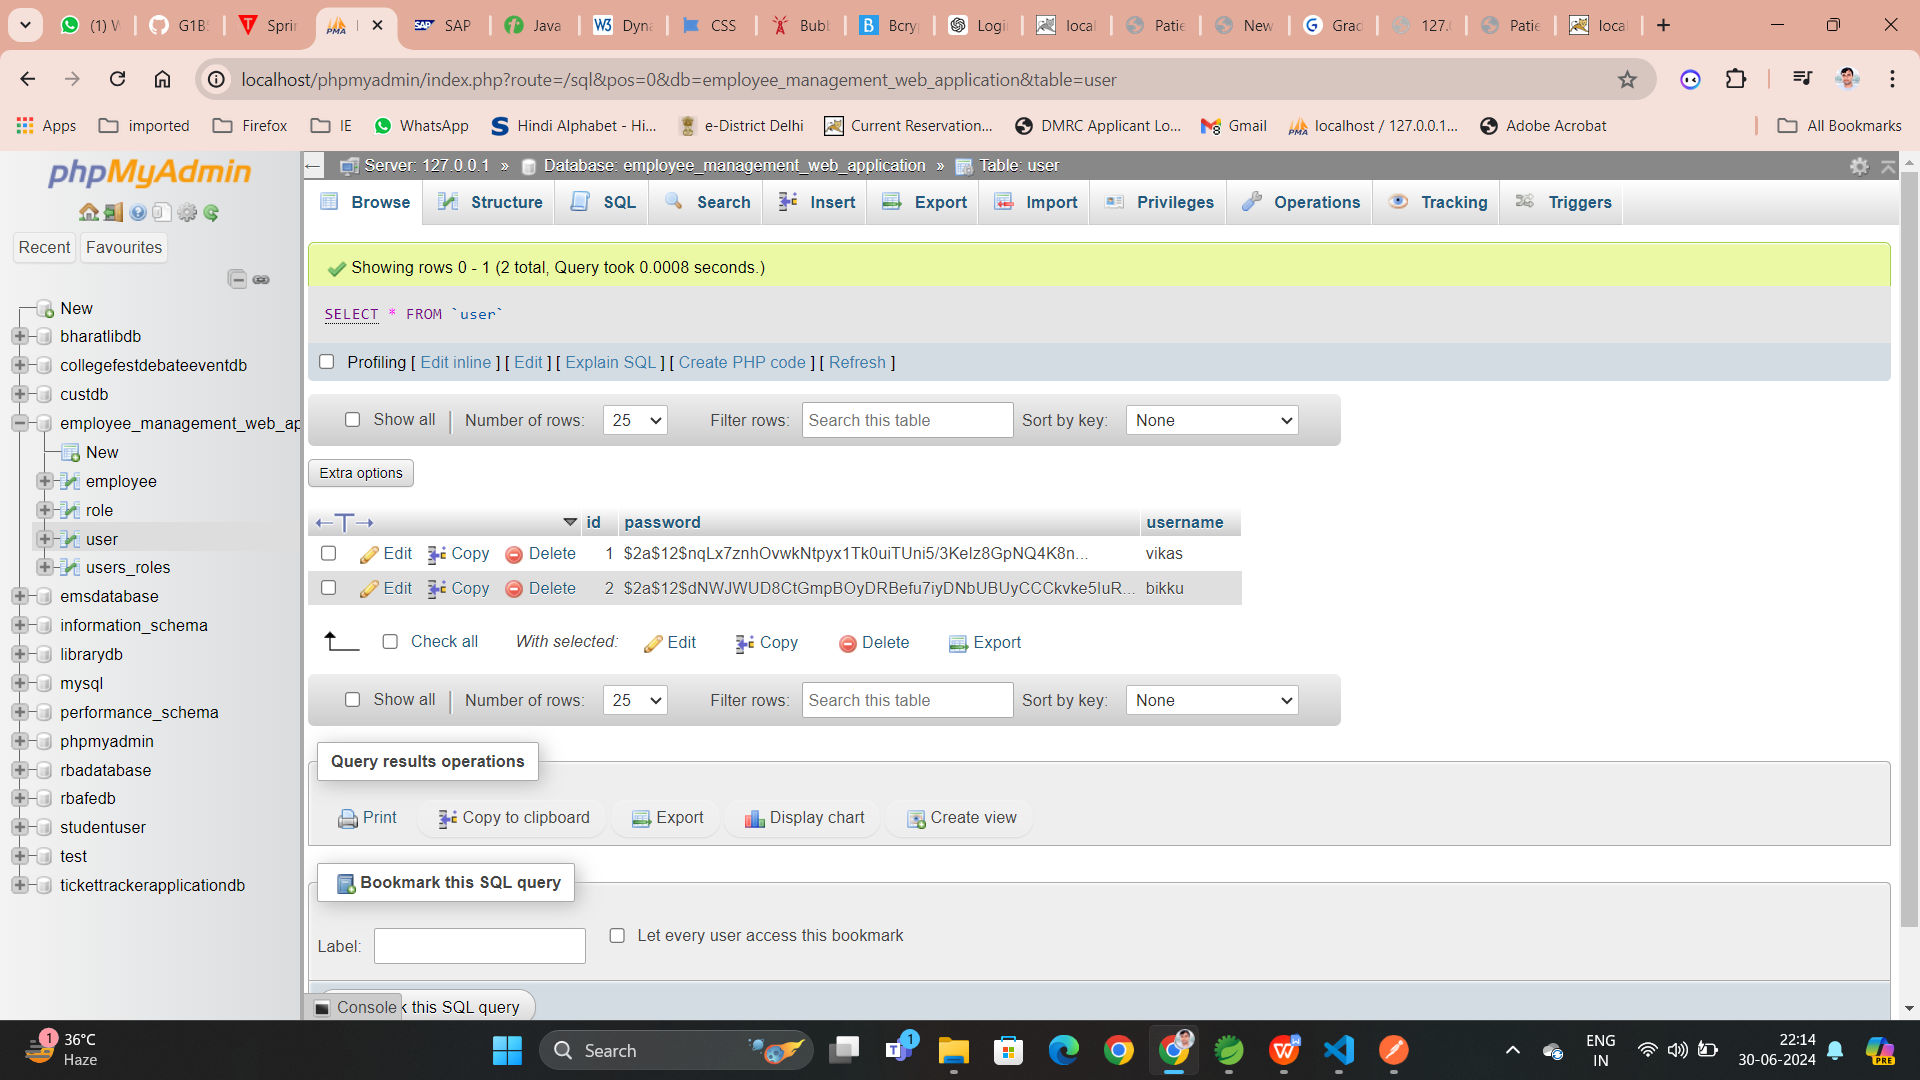 (1) W
G1BS
Sprin
SAP
Java
Dyna
CSS
Bubb
Bcry
Login
local
Patie
New
Grad
127.
Patie
local
localhost/phpmyadmin/index.php?route=/sql&pos=0&db=employee_management_web_application&table=user
Apps
imported
Firefox
IE
WhatsApp
Hindi Alphabet - Hi...
e-District Delhi
Current Reservation...
DMRC Applicant Lo...
Gmail
localhost / 127.0.0.1...
Adobe Acrobat
All Bookmarks
phpMyAdmin
Recent
Favourites
New
bharatlibdb
collegefestdebateeventdb
custdb
employee_management_web_ap
New
employee
role
user
users_roles
emsdatabase
information_schema
librarydb
mysql
performance_schema
phpmyadmin
rbadatabase
rbafedb
studentuser
test
tickettrackerapplicationdb
Server: 127.0.0.1 » Database: employee_management_web_application » Table: user
Browse
Structure
SQL
Search
Insert
Export
Import
Privileges
Operations
Tracking
Triggers
Showing rows 0 - 1 (2 total, Query took 0.0008 seconds.)
SELECT * FROM `user`
Profiling [ Edit inline ] [ Edit ] [ Explain SQL ] [ Create PHP code ] [ Refresh ]
Show all Number of rows: 25 Filter rows: Search this table Sort by key: None
Extra options
id password username
Edit Copy Delete 1 $2a$12$nqLx7znhOvwkNtpyx1Tk0uiTUni5/3Kelz8GpNQ4K8n... vikas
Edit Copy Delete 2 $2a$12$dNWJWUD8CtGmpBOyDRBefu7iyDNbUBUyCCCkvke5IuR... bikku
Check all With selected: Edit Copy Delete Export
Show all Number of rows: 25 Filter rows: Search this table Sort by key: None
Query results operations
Print Copy to clipboard Export Display chart Create view
Bookmark this SQL query
Label: Let every user access this bookmark
Console k this SQL query
1 36°C
Haze
Search
1
ENG
IN
22:14
30-06-2024
PRE